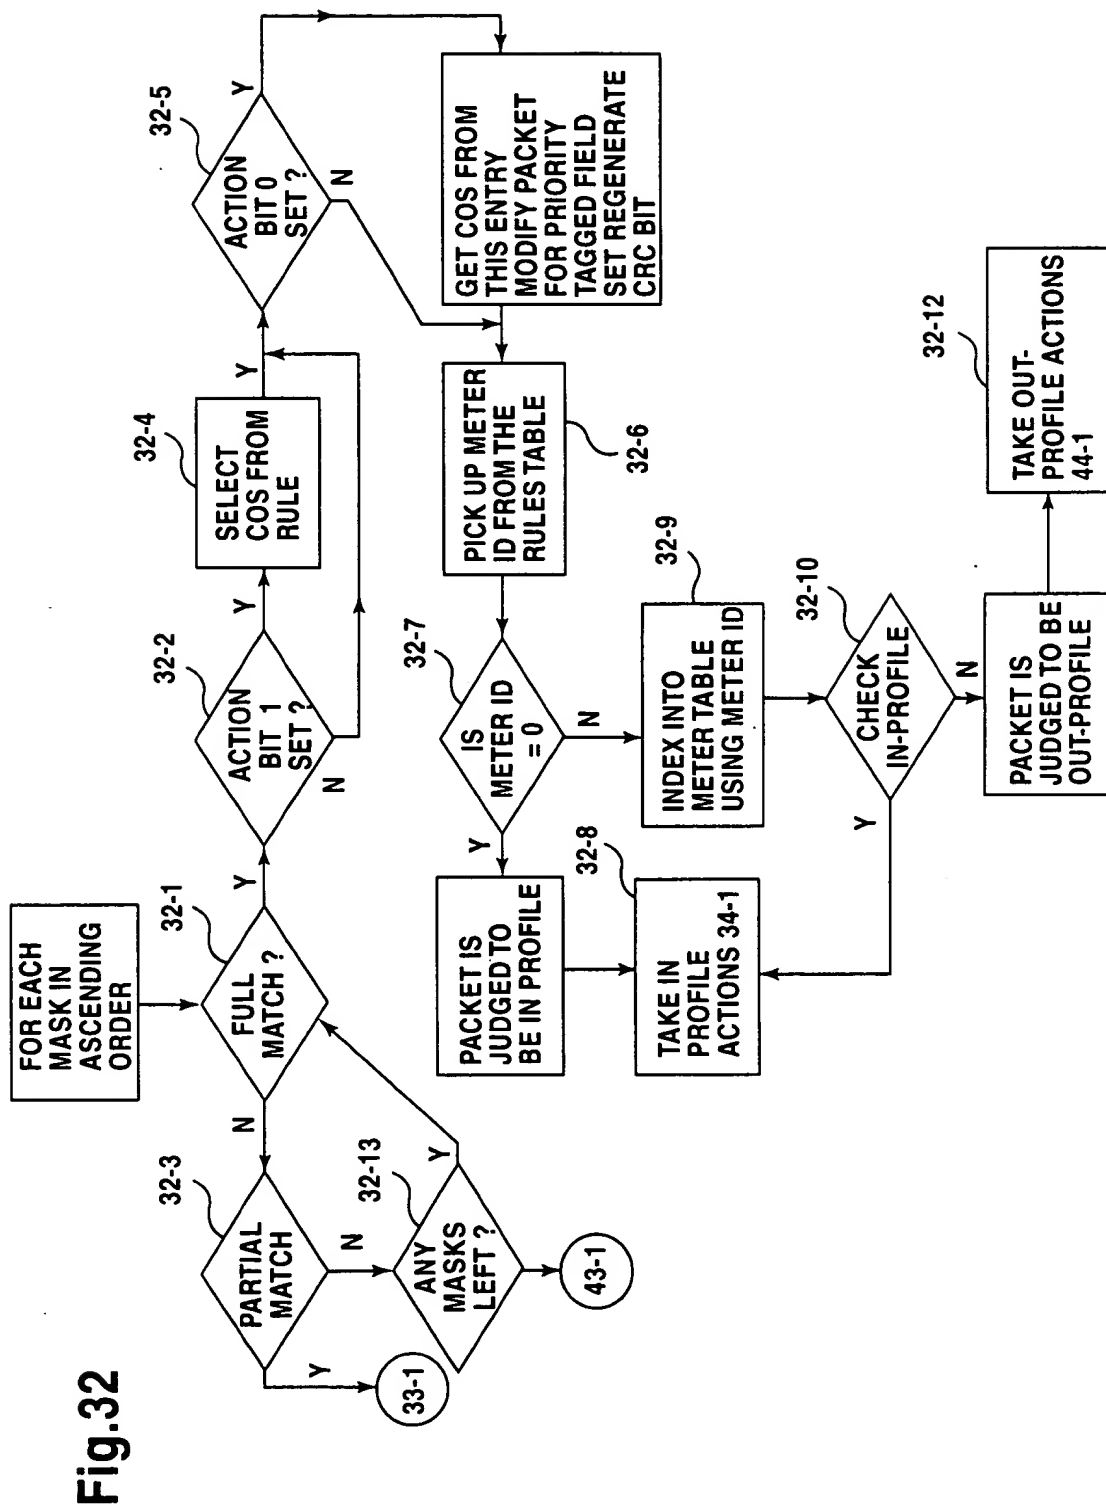 Fig.32
FOR EACH
MASK IN
ASCENDING
ORDER
32-1
FULL
MATCH ?
Y
N
32-3
PARTIAL
MATCH
Y
33-1
N
32-13
ANY
MASKS
LEFT ?
Y
43-1
32-2
ACTION
BIT 1
SET ?
Y
N
32-4
SELECT
COS FROM
RULE
Y
32-5
ACTION
BIT 0
SET ?
Y
N
GET COS FROM
THIS ENTRY
MODIFY PACKET
FOR PRIORITY
TAGGED FIELD
SET REGENERATE
CRC BIT
PICK UP METER
ID FROM THE
RULES TABLE
32-6
32-7
IS
METER ID
= 0
Y
N
PACKET IS
JUDGED TO
BE IN PROFILE
32-8
TAKE IN
PROFILE
ACTIONS 34-1
32-9
INDEX INTO
METER TABLE
USING METER ID
32-10
CHECK
IN-PROFILE
Y
N
PACKET IS
JUDGED TO BE
OUT-PROFILE
32-12
TAKE OUT-
PROFILE ACTIONS
44-1